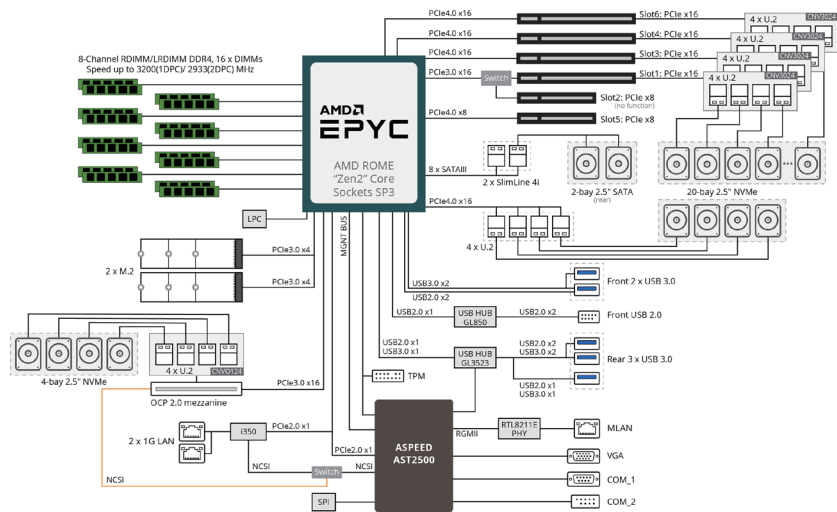 8-Channel RDIMM/LRDIMM DDR4, 16 x DIMMs
Speed up to 3200(1DPC)/ 2933(2DPC) MHz
AMD
EPYC
AMD ROME
“Zen2” Core
Sockets SP3
PCIe4.0 x16
Slot6: PCIe x16
PCIe4.0 x16
Slot4: PCIe x16
PCIe4.0 x16
Slot3: PCIe x16
PCIe3.0 x16
Switch
Slot1: PCIe x16
Slot2: PCIe x8
(no function)
PCIe4.0 x8
Slot5: PCIe x8
4 x U.2
CNV3024
4 x U.2
CNV3024
4 x U.2
CNV3024
4 x U.2
CNV3024
8 x SATAIII
2 x SlimLine 4i
2-bay 2.5" SATA
(rear)
20-bay 2.5" NVMe
PCIe4.0 x16
4 x U.2
LPC
MGNT BUS
2 x M.2
PCIe3.0 x4
PCIe3.0 x4
USB3.0 x2
USB2.0 x2
Front 2 x USB 3.0
USB2.0 x1
USB HUB
GL850
USB2.0 x2
Front USB 2.0
USB2.0 x1
USB3.0 x1
USB HUB
GL3523
USB2.0 x2
USB3.0 x2
USB2.0 x1
USB3.0 x1
Rear 3 x USB 3.0
4-bay 2.5" NVMe
4 x U.2
CNVO124
OCP 2.0 mezzanine
PCIe3.0 x16
TPM
2 x 1G LAN
i350
PCIe2.0 x1
PCIe2.0 x1
NCSI
NCSI
Switch
NCSI
SPI
ASPEED
AST2500
RGMII
RTL8211E
PHY
MLAN
VGA
COM_1
COM_2